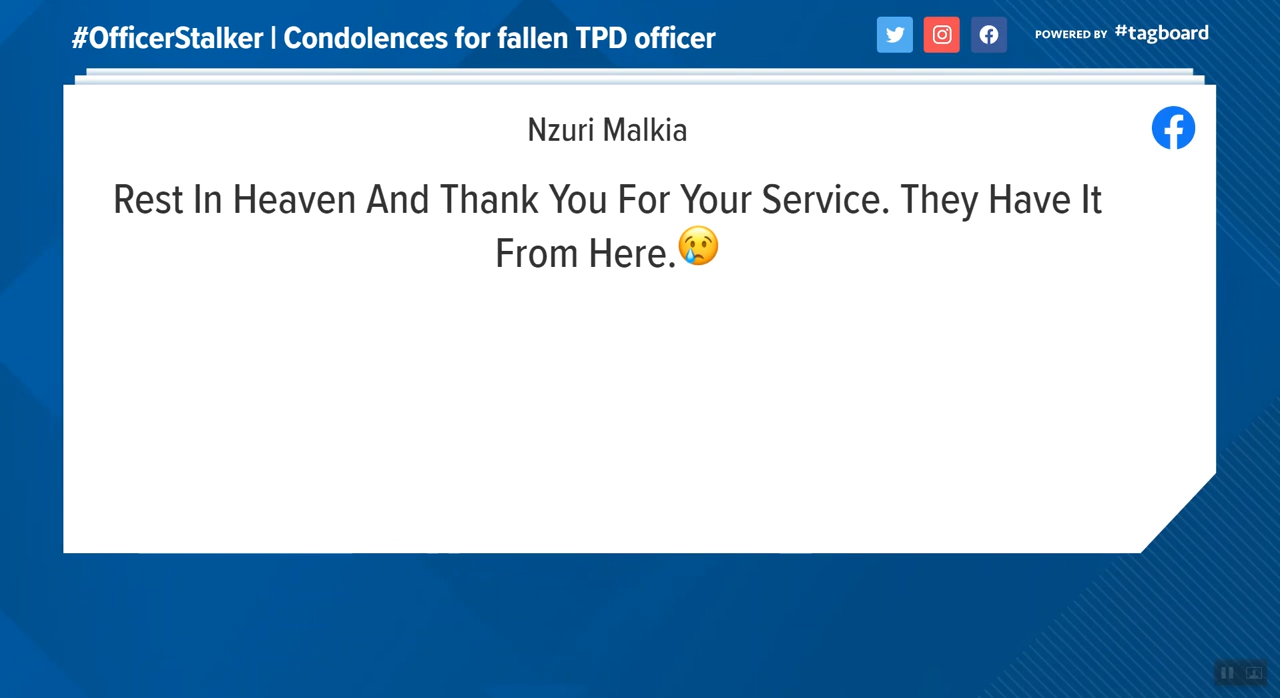 #OfficerStalker | Condolences for fallen TPD officer
POWERED BY #tagboard
Nzuri Malkia
Rest In Heaven And Thank You For Your Service. They Have It
From Here.😢